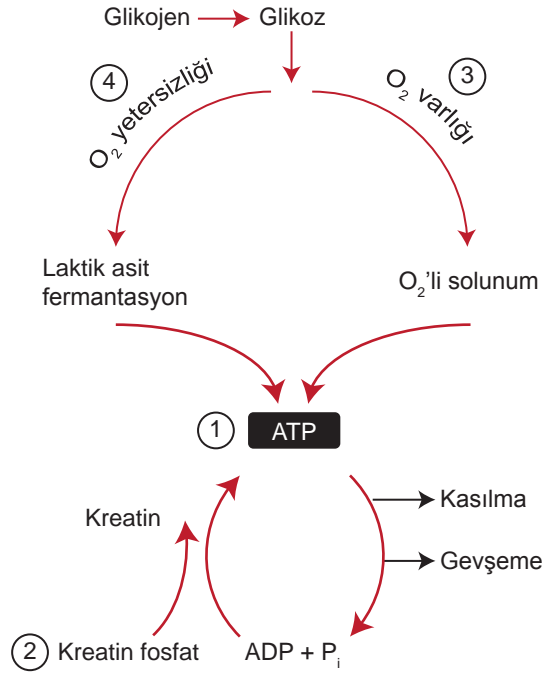 Glikojen Glikoz
4 3
O2 yetersizliği O2 varlığı
Laktik asit
fermantasyon
O2'li solunum
1 ATP
Kreatin
Kasılma
Gevşeme
2 Kreatin fosfat ADP + Pi